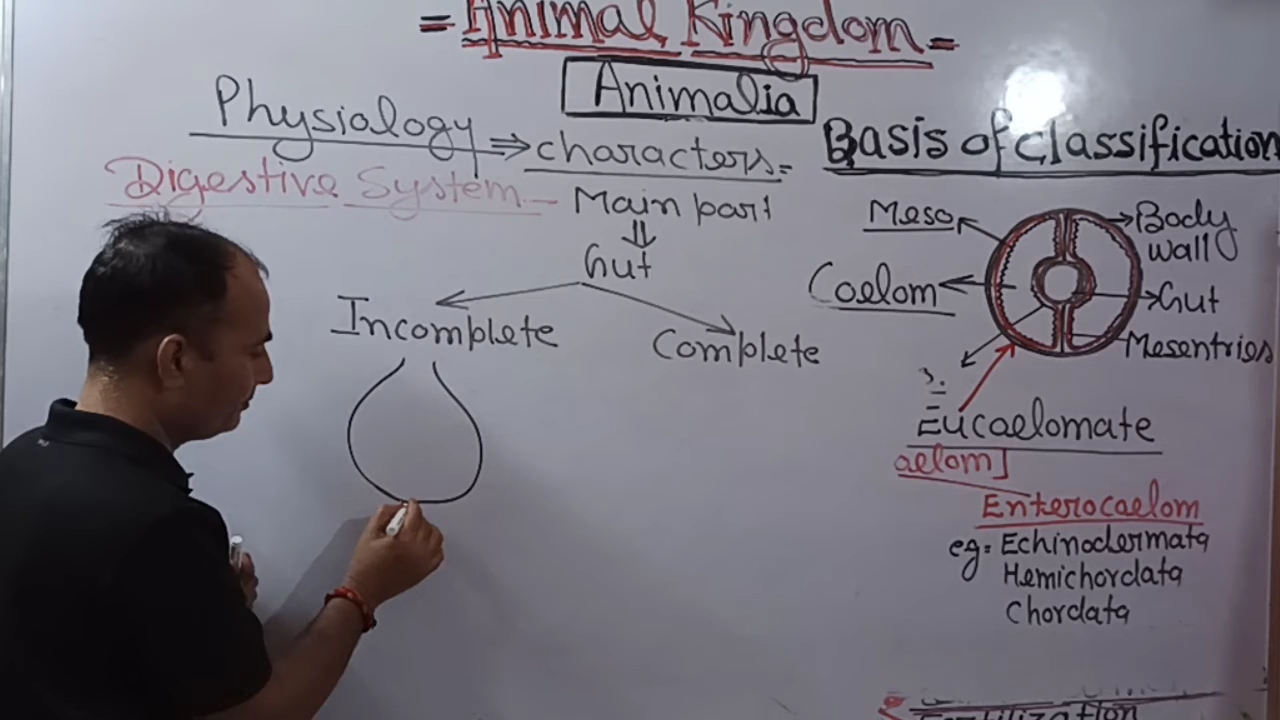 = Animal Kingdom =
Animalia
Physiology ⇒ characters =
Digestive System -
Main part
⇓
Gut
Incomplete
Complete
Basis of classification
Meso
Body
wall
Coelom
Gut
Mesentries
3.
Eucaelomate
aelom]
Enterocaelom
eg = Echinodermata
Hemichordata
Chordata